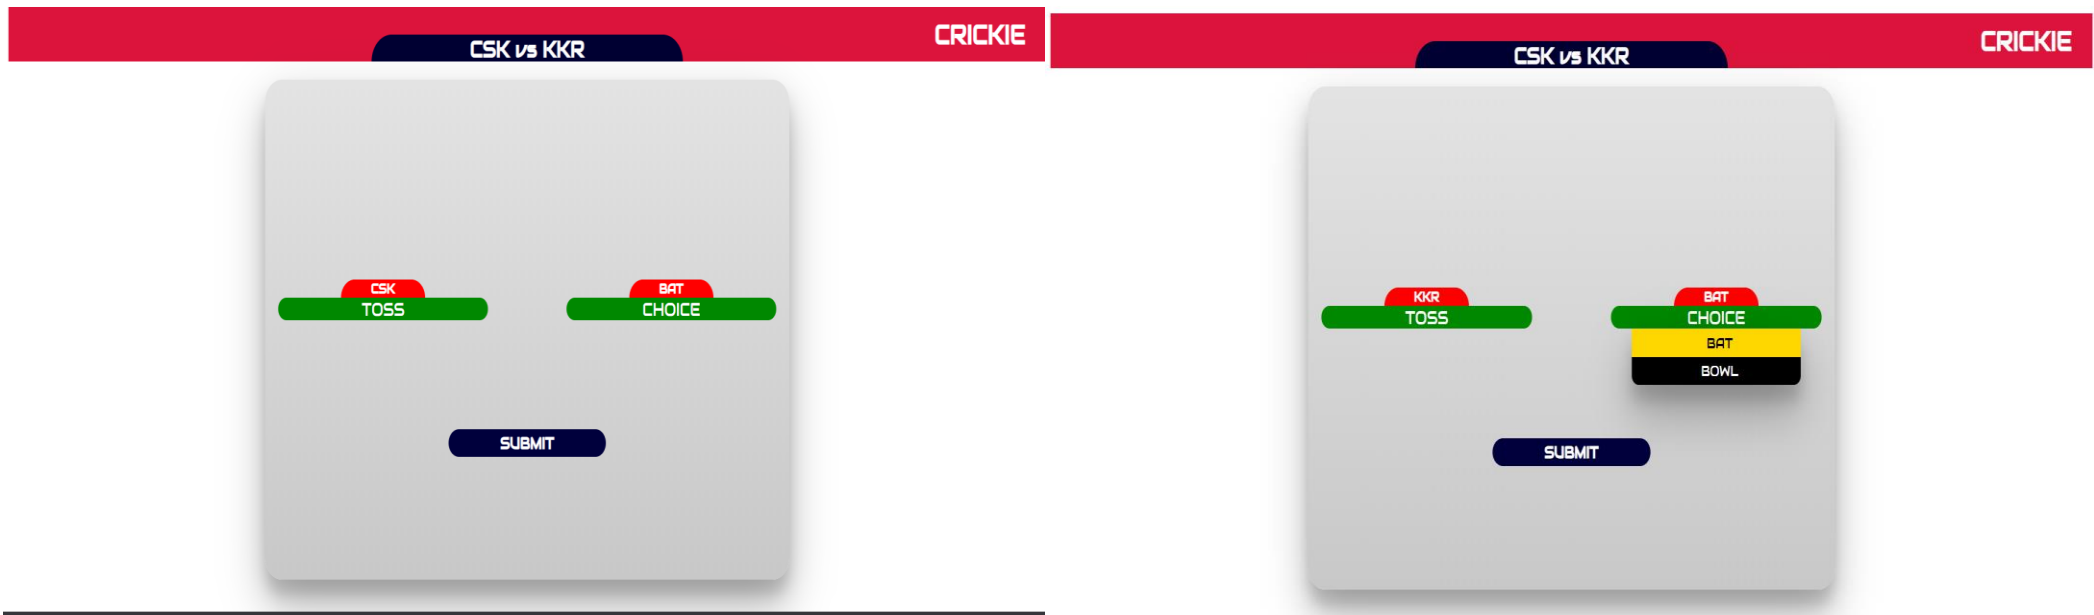 CRICKIE
CSK vs KKR
CSK
TOSS
BAT
CHOICE
SUBMIT
CRICKIE
CSK vs KKR
KKR
TOSS
BAT
CHOICE
BAT
BOWL
SUBMIT